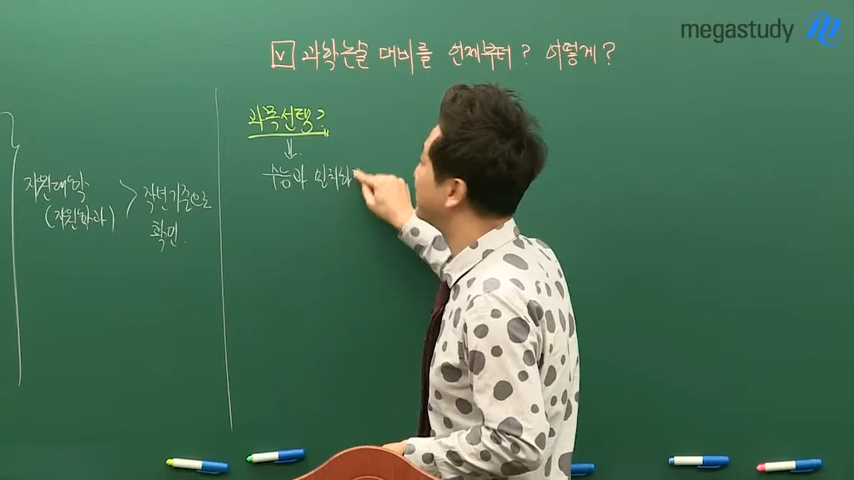 megastudy
V 과학논술 대비를 언제부터? 어떻게?
과목선택?
수능과 일치하
지원대학
(지원학과)
작년기준으로
확인.